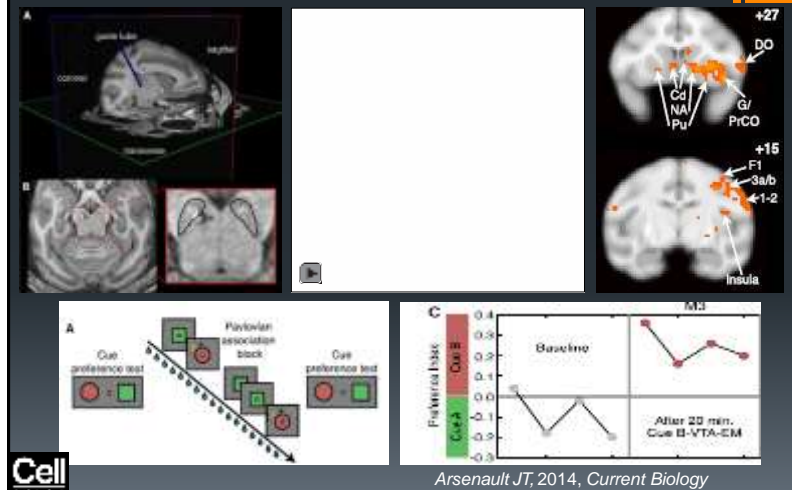 A
guide tube
sagittal
coronal
B
+27
DO
Cd
NA
Pu
G/
PrCO
+15
F1
3a/b
1-2
Insula
A
Pavlovian
association
block
Cue
preference test
Cue
preference test
C
M3
Preference Index
Cue B
Cue A
0.4
0.3
0.2
0.1
0.0
-0.1
-0.2
-0.3
Baseline
After 20 min.
Cue B-VTA-EM
Cell
Arsenault JT, 2014, Current Biology